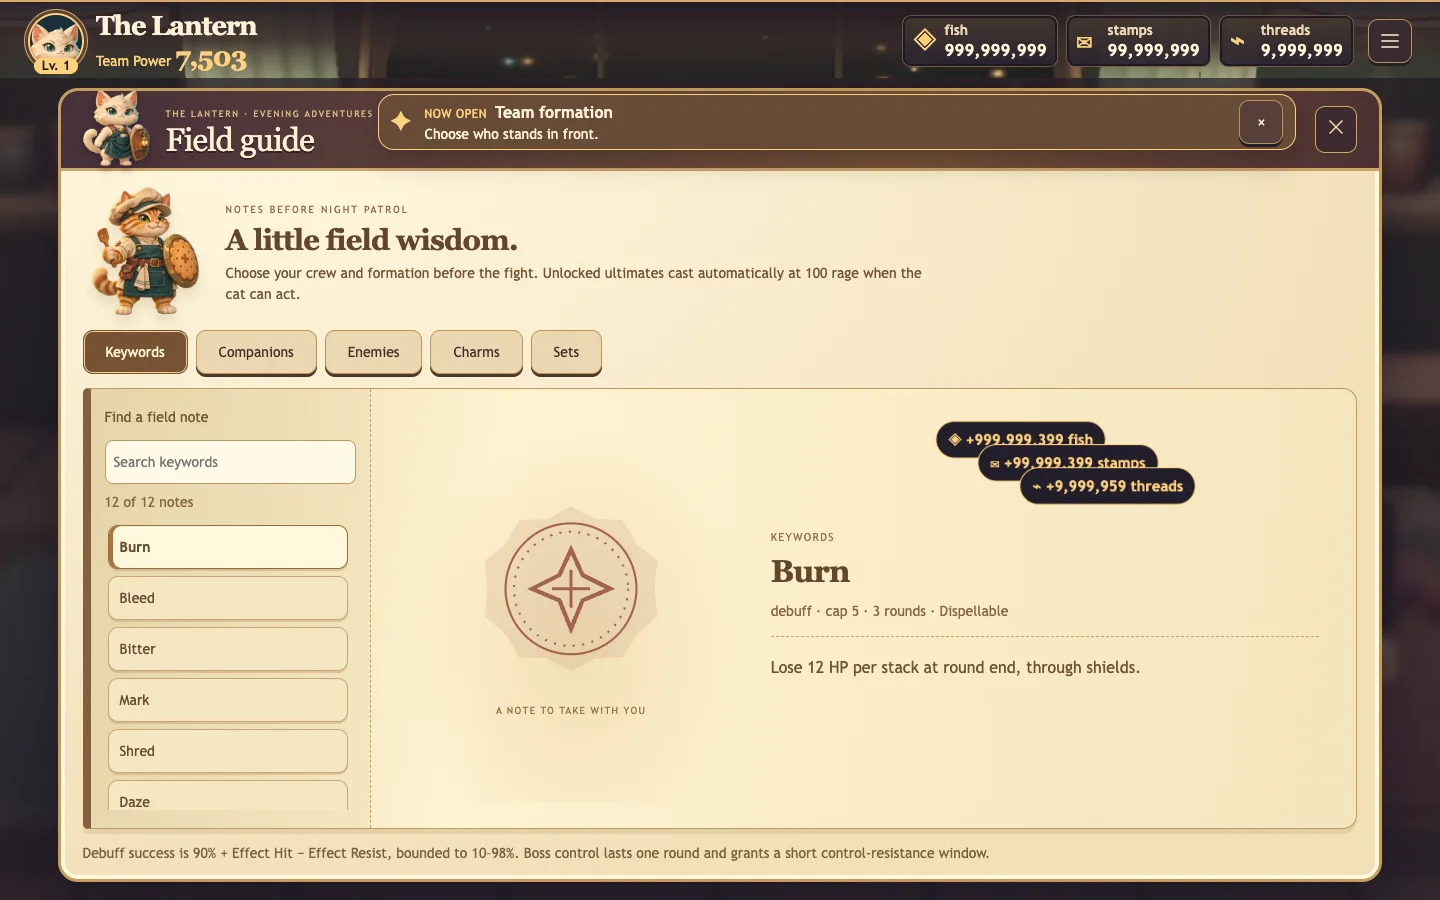 The Lantern
Lv. 1
Team Power 7,503
fish
999,999,999
stamps
99,999,999
threads
9,999,999
THE LANTERN · EVENING ADVENTURES
Field guide
NOW OPEN Team formation
Choose who stands in front.
NOTES BEFORE NIGHT PATROL
A little field wisdom.
Choose your crew and formation before the fight. Unlocked ultimates cast automatically at 100 rage when the
cat can act.
Keywords
Companions
Enemies
Charms
Sets
Find a field note
Search keywords
12 of 12 notes
Burn
Bleed
Bitter
Mark
Shred
Daze
A NOTE TO TAKE WITH YOU
+999,999,399 fish
+99,999,399 stamps
+9,999,959 threads
KEYWORDS
Burn
debuff · cap 5 · 3 rounds · Dispellable
Lose 12 HP per stack at round end, through shields.
Debuff success is 90% + Effect Hit − Effect Resist, bounded to 10–98%. Boss control lasts one round and grants a short control-resistance window.